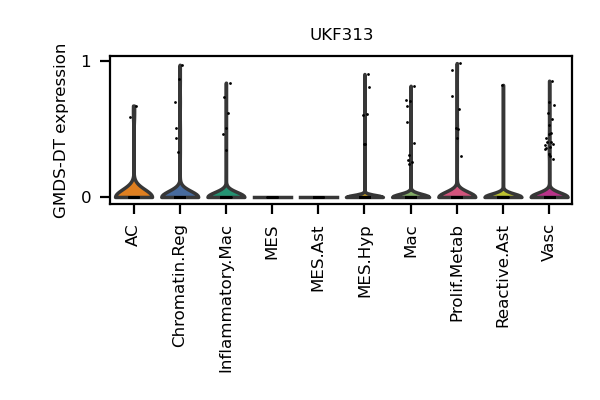 UKF313
GMDS-DT expression
1
0
AC
Chromatin.Reg
Inflammatory.Mac
MES
MES.Ast
MES.Hyp
Mac
Prolif.Metab
Reactive.Ast
Vasc